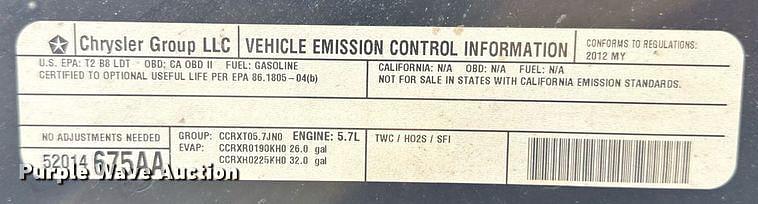 Chrysler Group LLC
VEHICLE EMISSION CONTROL INFORMATION
CONFORMS TO REGULATIONS:
2012 MY
U.S. EPA: T2 B8 LDT OBD: CA OBD II FUEL: GASOLINE
CERTIFIED TO OPTIONAL USEFUL LIFE PER EPA 86.1805-04(b)
CALIFORNIA: N/A OBD: N/A FUEL: N/A
NOT FOR SALE IN STATES WITH CALIFORNIA EMISSION STANDARDS.
NO ADJUSTMENTS NEEDED
52014675AA
GROUP: CCRXT05.7JN0 ENGINE: 5.7L
EVAP: CCRXR0190KH0 26.0 gal
CCRXH0225KH0 32.0 gal
TWC / HO2S / SFI
Purple Wave Auction